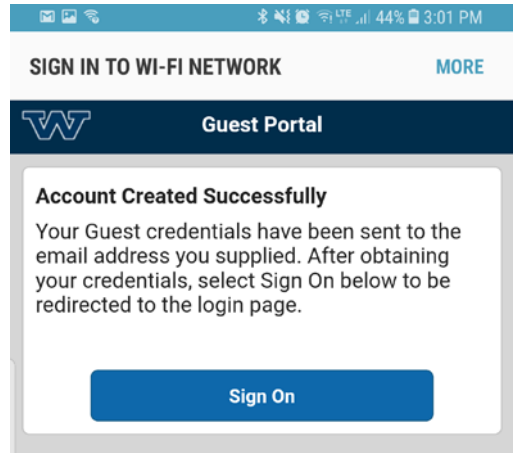 LTE 44% 3:01 PM
SIGN IN TO WI-FI NETWORK MORE
W Guest Portal
Account Created Successfully
Your Guest credentials have been sent to the
email address you supplied. After obtaining
your credentials, select Sign On below to be
redirected to the login page.
Sign On